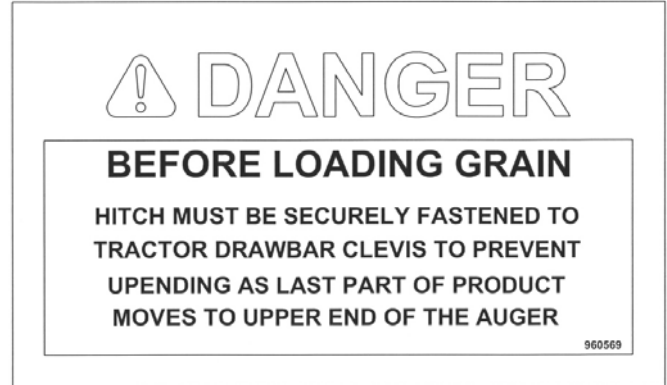 DANGER
BEFORE LOADING GRAIN
HITCH MUST BE SECURELY FASTENED TO
TRACTOR DRAWBAR CLEVIS TO PREVENT
UPENDING AS LAST PART OF PRODUCT
MOVES TO UPPER END OF THE AUGER
960569